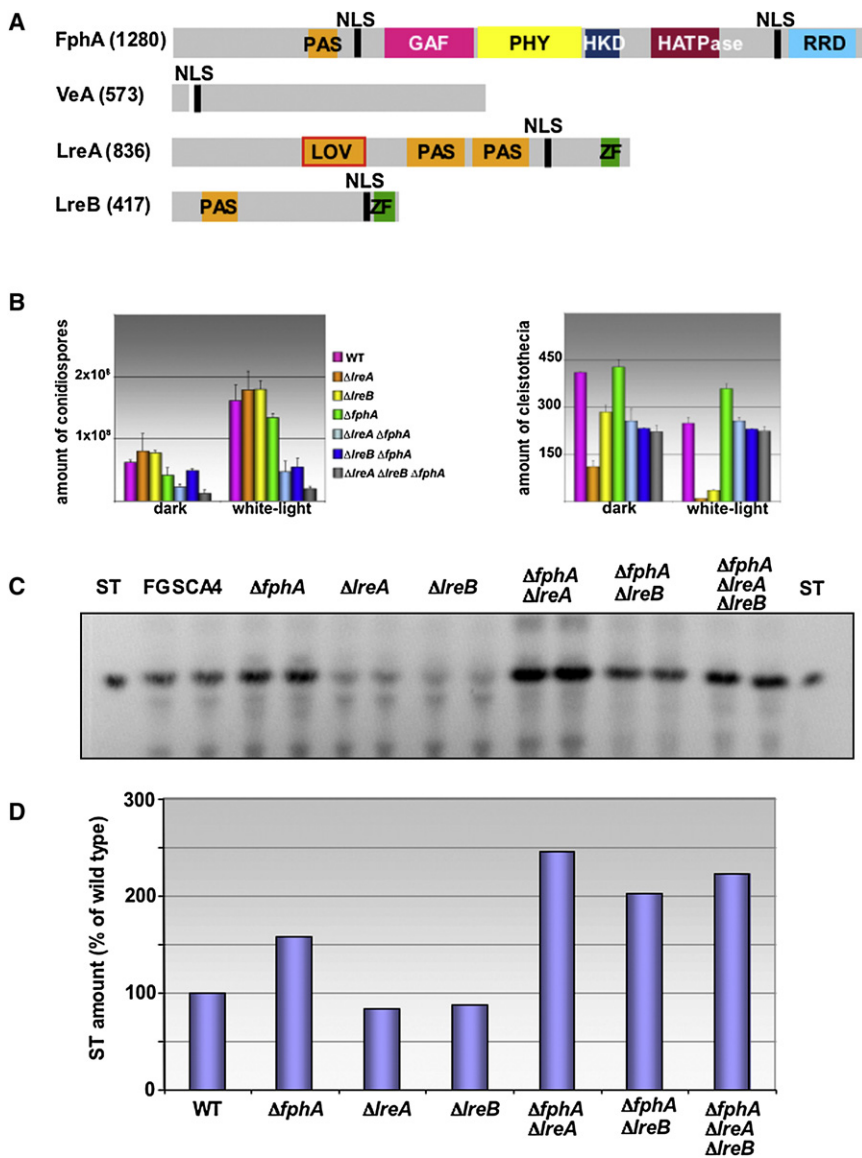 A
FphA (1280)
PAS
NLS
GAF
PHY
HKD
HATPase
NLS
RRD
VeA (573)
NLS
LreA (836)
LOV
PAS
PAS
NLS
ZF
LreB (417)
PAS
NLS
ZF
B
amount of conidiospores
2x10⁸
1x10⁸
dark
white-light
WT
ΔlreA
ΔlreB
ΔfphA
ΔlreA ΔfphA
ΔlreB ΔfphA
ΔlreA ΔlreB ΔfphA
amount of cleistothecia
450
300
150
dark
white-light
C
ST
FGSCA4
ΔfphA
ΔlreA
ΔlreB
ΔfphA
ΔlreA
ΔfphA
ΔlreB
ΔfphA
ΔlreA
ΔlreB
ST
D
ST amount (% of wild type)
300
200
100
0
WT
ΔfphA
ΔlreA
ΔlreB
ΔfphA
ΔlreA
ΔfphA
ΔlreB
ΔfphA
ΔlreA
ΔlreB